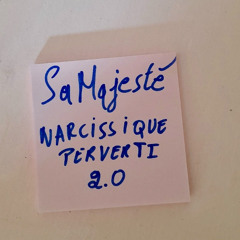 Sa Majesté
NARCISSIQUE
PERVERTI
2.0